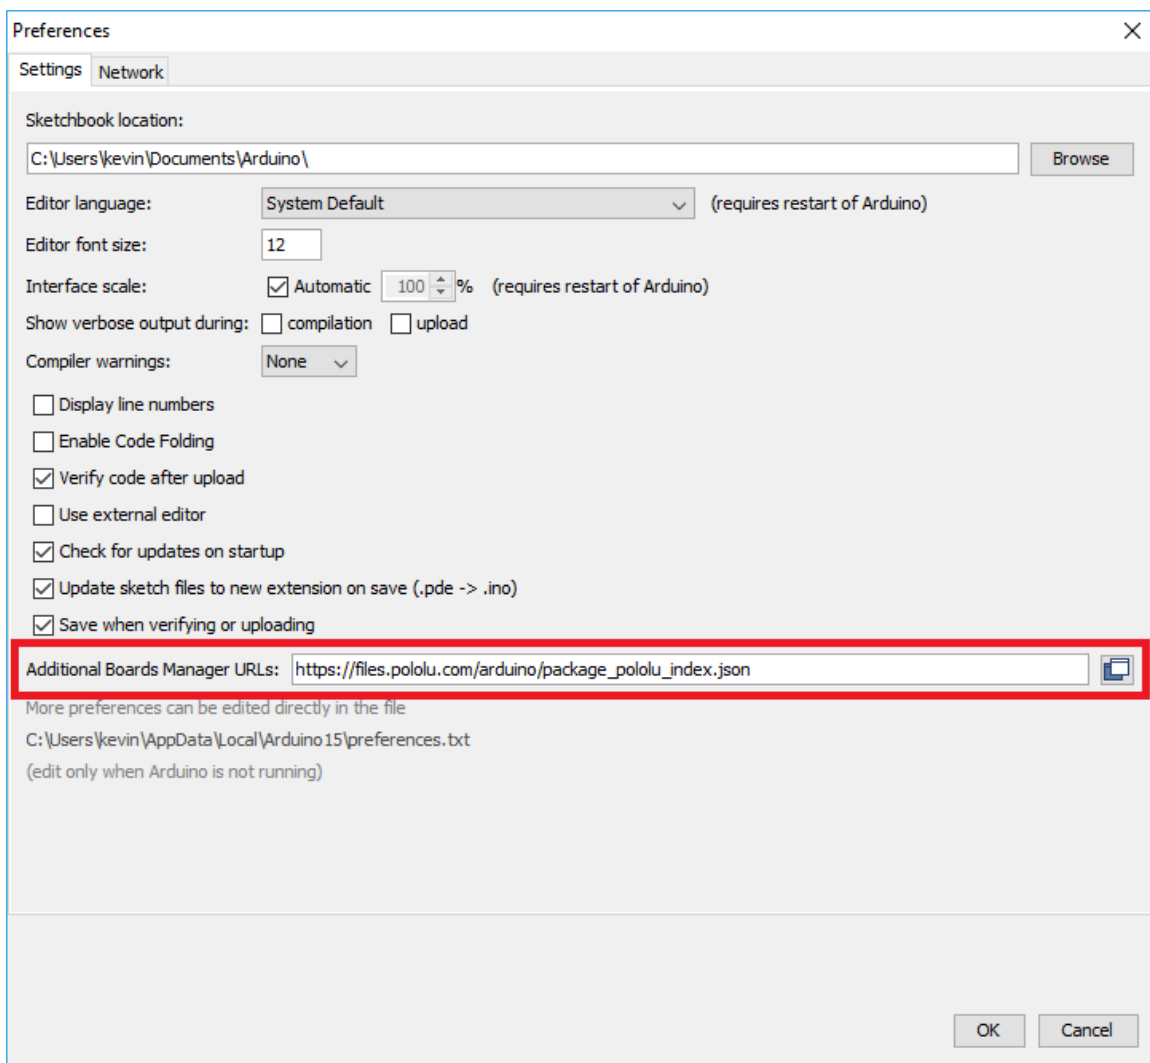 Preferences
Settings Network
Sketchbook location:
C:\Users\kevin\Documents\Arduino\ Browse
Editor language: System Default (requires restart of Arduino)
Editor font size: 12
Interface scale: Automatic 100 % (requires restart of Arduino)
Show verbose output during: compilation upload
Compiler warnings: None
Display line numbers
Enable Code Folding
Verify code after upload
Use external editor
Check for updates on startup
Update sketch files to new extension on save (.pde -> .ino)
Save when verifying or uploading
Additional Boards Manager URLs: https://files.pololu.com/arduino/package_pololu_index.json
More preferences can be edited directly in the file
C:\Users\kevin\AppData\Local\Arduino15\preferences.txt
(edit only when Arduino is not running)
OK Cancel